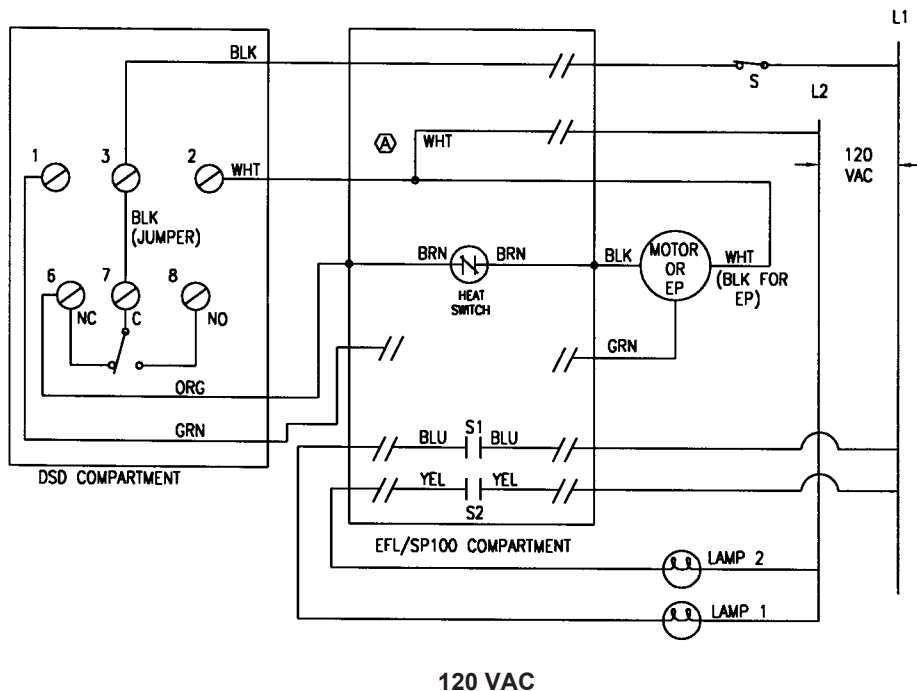 L1
BLK
S
L2
A
WHT
120
VAC
1
3
2
WHT
BLK
(JUMPER)
BRN
BRN
HEAT
SWITCH
BLK
MOTOR
OR
EP
WHT
(BLK FOR
EP)
6
7
8
NC
C
NO
GRN
ORG
GRN
S1
BLU
BLU
YEL
YEL
S2
DSD COMPARTMENT
EFL/SP100 COMPARTMENT
LAMP 2
LAMP 1
120 VAC